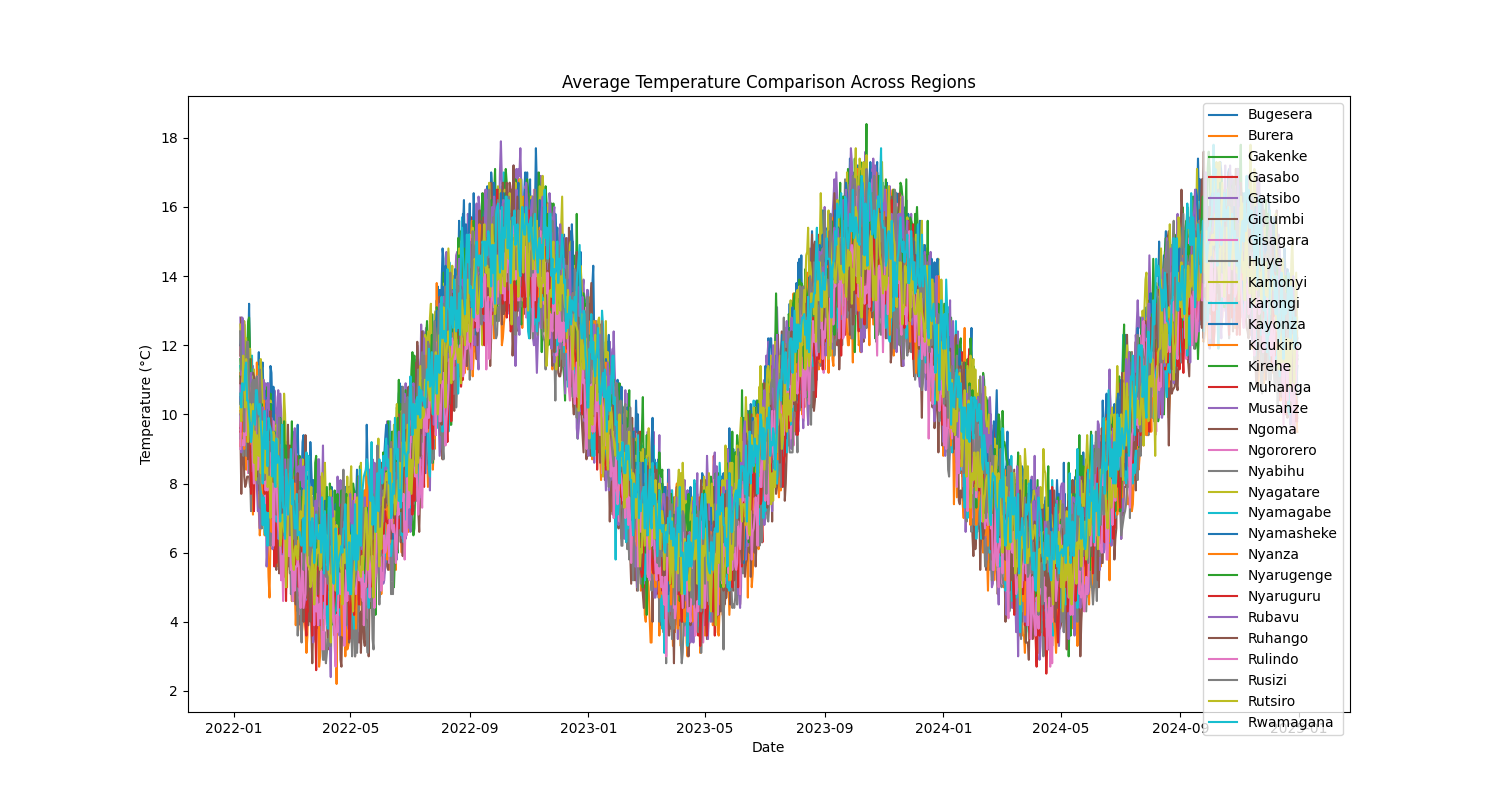 Average Temperature Comparison Across Regions
Temperature (°C)
18
16
14
12
10
8
6
4
2
2022-01
2022-05
2022-09
2023-01
2023-05
2023-09
2024-01
2024-05
2024-09
2025-01
Date
Bugesera
Burera
Gakenke
Gasabo
Gatsibo
Gicumbi
Gisagara
Huye
Kamonyi
Karongi
Kayonza
Kicukiro
Kirehe
Muhanga
Musanze
Ngoma
Ngororero
Nyabihu
Nyagatare
Nyamagabe
Nyamasheke
Nyanza
Nyarugenge
Nyaruguru
Rubavu
Ruhango
Rulindo
Rusizi
Rutsiro
Rwamagana